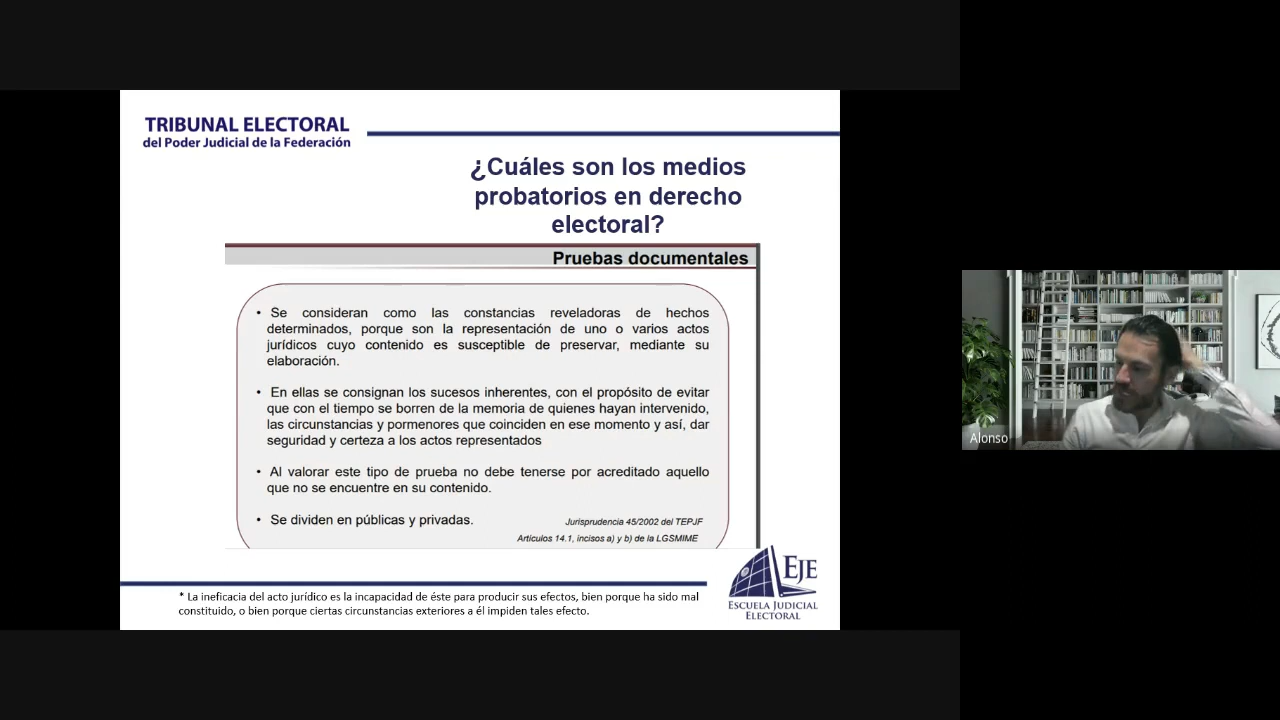 TRIBUNAL ELECTORAL
del Poder Judicial de la Federación
¿Cuáles son los medios
probatorios en derecho
electoral?
Pruebas documentales
• Se consideran como las constancias reveladoras de hechos
determinados, porque son la representación de uno o varios actos
jurídicos cuyo contenido es susceptible de preservar, mediante su
elaboración.
• En ellas se consignan los sucesos inherentes, con el propósito de evitar
que con el tiempo se borren de la memoria de quienes hayan intervenido,
las circunstancias y pormenores que coinciden en ese momento y así, dar
seguridad y certeza a los actos representados
• Al valorar este tipo de prueba no debe tenerse por acreditado aquello
que no se encuentre en su contenido.
• Se dividen en públicas y privadas.
Jurisprudencia 45/2002 del TEPJF
Artículos 14.1, incisos a) y b) de la LGSMIME
* La ineficacia del acto jurídico es la incapacidad de éste para producir sus efectos, bien porque ha sido mal
constituido, o bien porque ciertas circunstancias exteriores a él impiden tales efecto.
EJE
ESCUELA JUDICIAL
ELECTORAL
Alonso